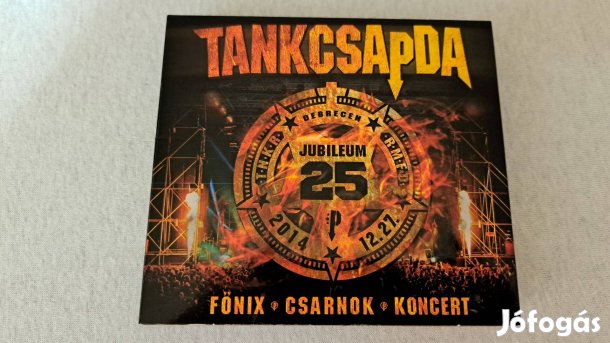 TANKCSAPDA
DEBRECEN
JUBILEUM
25
2014
12.27.
FŐNIX CSARNOK KONCERT
Jófogás